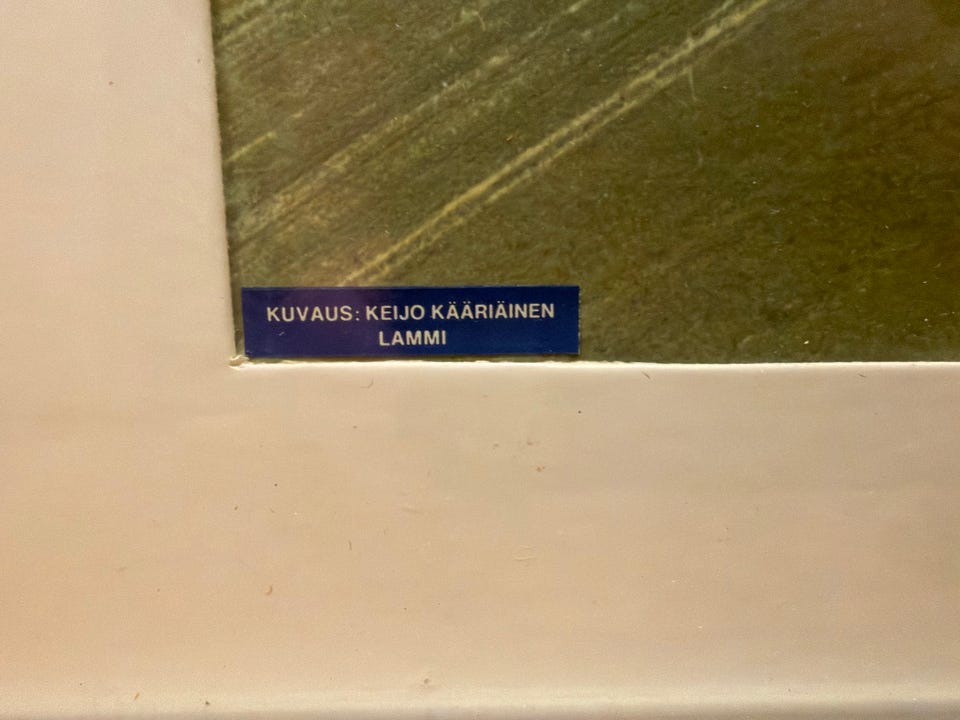 KUVAUS: KEIJO KÄÄRIÄINEN
LAMMI